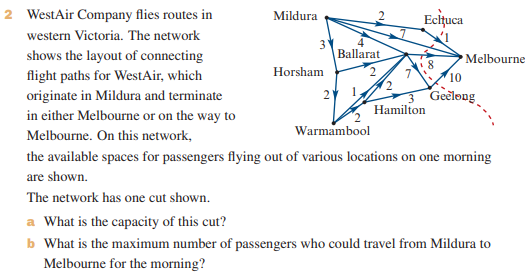 2 WestAir Company flies routes in
western Victoria. The network
shows the layout of connecting
flight paths for WestAir, which
originate in Mildura and terminate
in either Melbourne or on the way to
Melbourne. On this network,
the available spaces for passengers flying out of various locations on one morning
are shown.
The network has one cut shown.
a What is the capacity of this cut?
b What is the maximum number of passengers who could travel from Mildura to
Melbourne for the morning?
Mildura 2 Echuca
7 1
3 4
Ballarat Melbourne
8
Horsham 2 7 10
2 1 2
3 Geelong
Hamilton
2
Warnambool